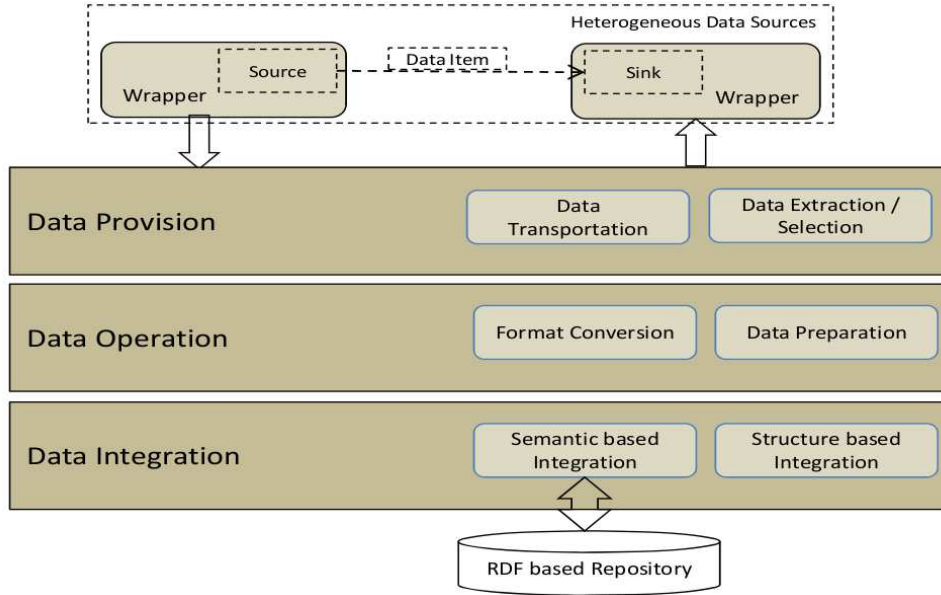 Heterogeneous Data Sources
Data Item
Source
Wrapper
Sink
Wrapper
Data Provision
Data
Transportation
Data Extraction /
Selection
Data Operation
Format Conversion
Data Preparation
Data Integration
Semantic based
Integration
Structure based
Integration
RDF based Repository